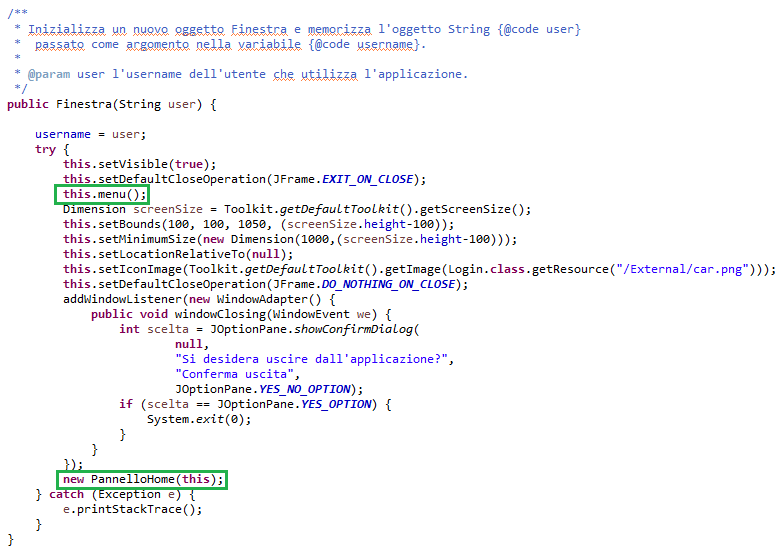 /**
 * Inizializza un nuovo oggetto Finestra e memorizza l'oggetto String {@code user}
 *  passato come argomento nella variabile {@code username}.
 *
 * @param user l'username dell'utente che utilizza l'applicazione.
 */
public Finestra(String user) {
    username = user;
    try {
        this.setVisible(true);
        this.setDefaultCloseOperation(JFrame.EXIT_ON_CLOSE);
        this.menu();
        Dimension screenSize = Toolkit.getDefaultToolkit().getScreenSize();
        this.setBounds(100, 100, 1050, (screenSize.height-100));
        this.setMinimumSize(new Dimension(1000,(screenSize.height-100)));
        this.setLocationRelativeTo(null);
        this.setIconImage(Toolkit.getDefaultToolkit().getImage(Login.class.getResource("/External/car.png")));
        this.setDefaultCloseOperation(JFrame.DO_NOTHING_ON_CLOSE);
        addWindowListener(new WindowAdapter() {
            public void windowClosing(WindowEvent we) {
                int scelta = JOptionPane.showConfirmDialog(
                        null,
                        "Si desidera uscire dall'applicazione?",
                        "Conferma uscita",
                        JOptionPane.YES_NO_OPTION);
                if (scelta == JOptionPane.YES_OPTION) {
                    System.exit(0);
                }
            }
        });
        new PannelloHome(this);
    } catch (Exception e) {
        e.printStackTrace();
    }
}